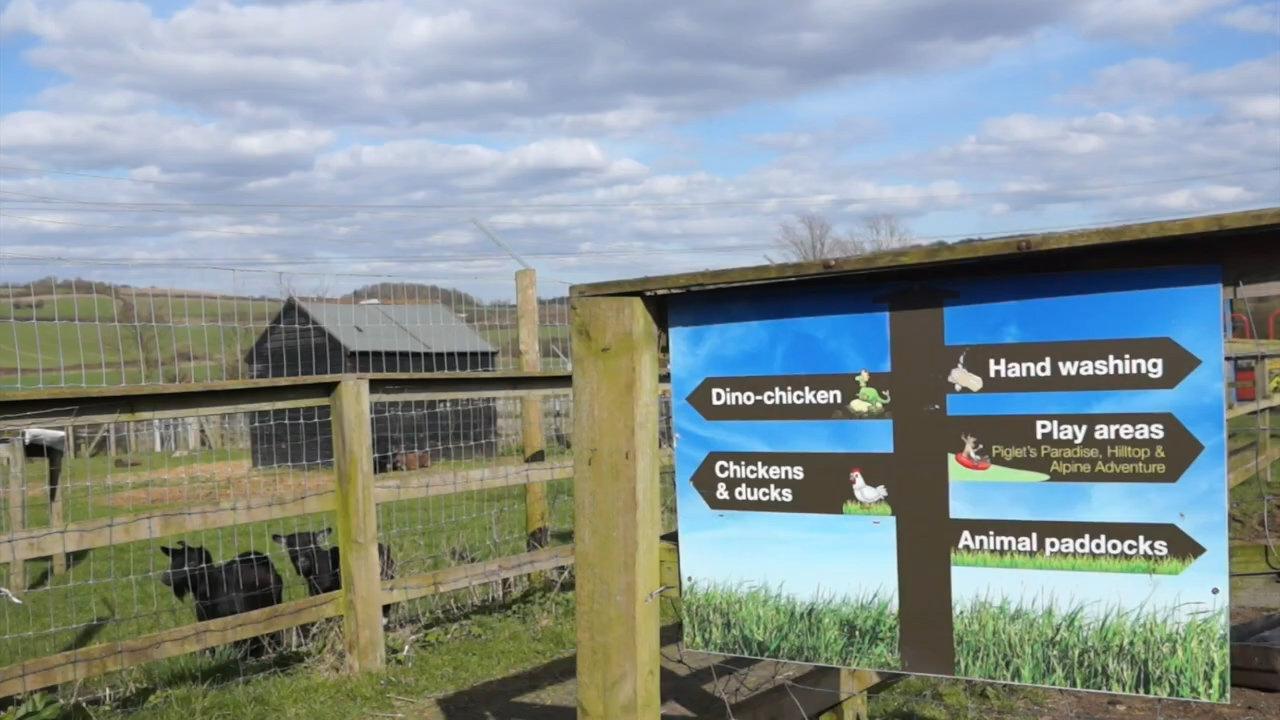 Dino-chicken
Chickens
& ducks
Hand washing
Play areas
Piglet's Paradise, Hilltop &
Alpine Adventure
Animal paddocks